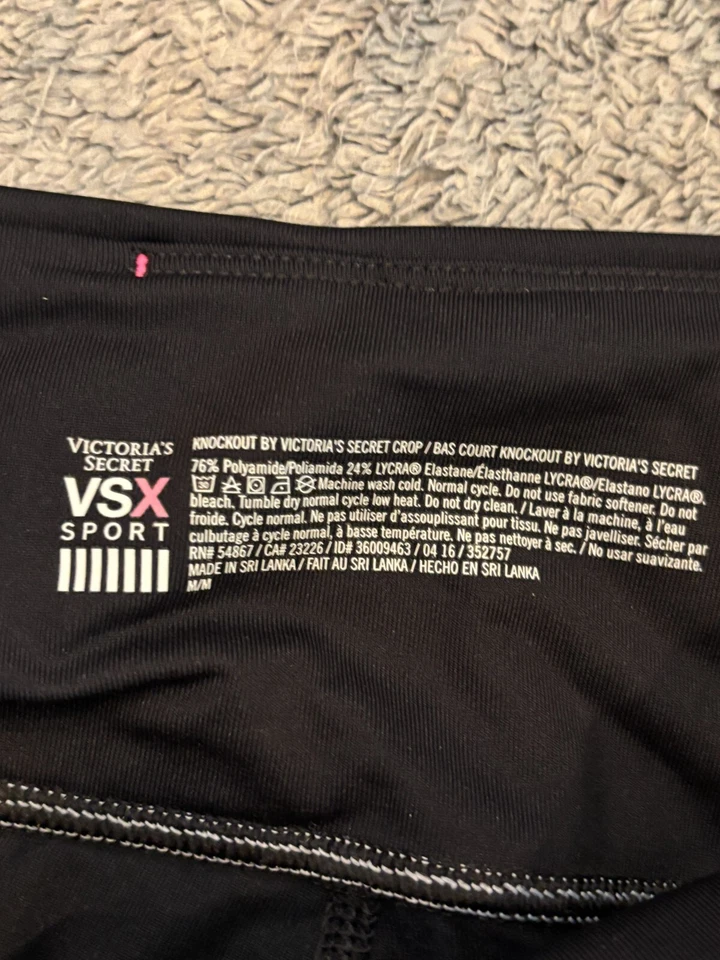 VICTORIA'S
SECRET
VSX
SPORT
KNOCKOUT BY VICTORIA'S SECRET CROP / BAS COURT KNOCKOUT BY VICTORIA'S SECRET
76% Polyamide/Poliamida 24% LYCRA® Elastane/Élasthanne LYCRA®/Elastano LYCRA®.
Machine wash cold. Normal cycle. Do not use fabric softener. Do not
bleach. Tumble dry normal cycle low heat. Do not dry clean. / Laver à la machine, à l'eau
froide. Cycle normal. Ne pas utiliser d'assouplissant pour tissu. Ne pas javelliser. Sécher par
culbutage à cycle normal, à basse température. Ne pas nettoyer à sec. / No usar suavizante.
RN# 54867 / CA# 23226 / ID# 36009463 / 04 16 / 352757
MADE IN SRI LANKA / FAIT AU SRI LANKA / HECHO EN SRI LANKA
M/M